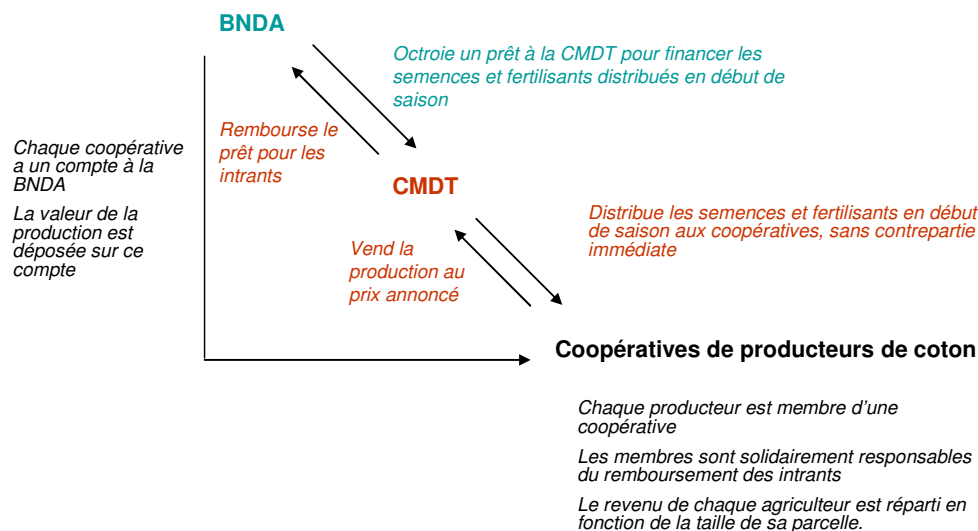 BNDA
Octroie un prêt à la CMDT pour financer les
semences et fertilisants distribués en début de
saison
Rembourse le
prêt pour les
intrants
Chaque coopérative
a un compte à la
BNDA
La valeur de la
production est
déposée sur ce
compte
CMDT
Distribue les semences et fertilisants en début
de saison aux coopératives, sans contrepartie
immédiate
Vend la
production au
prix annoncé
Coopératives de producteurs de coton
Chaque producteur est membre d’une
coopérative
Les membres sont solidairement responsables
du remboursement des intrants
Le revenu de chaque agriculteur est réparti en
fonction de la taille de sa parcelle.